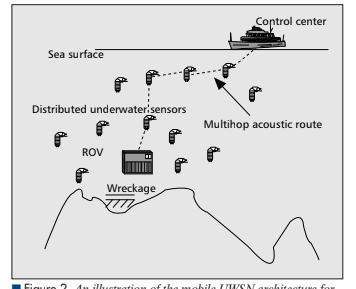 Control center
Sea surface
Distributed underwater sensors
Multihop acoustic route
ROV
Wreckage
Figure 2. An illustration of the mobile UWSN architecture for